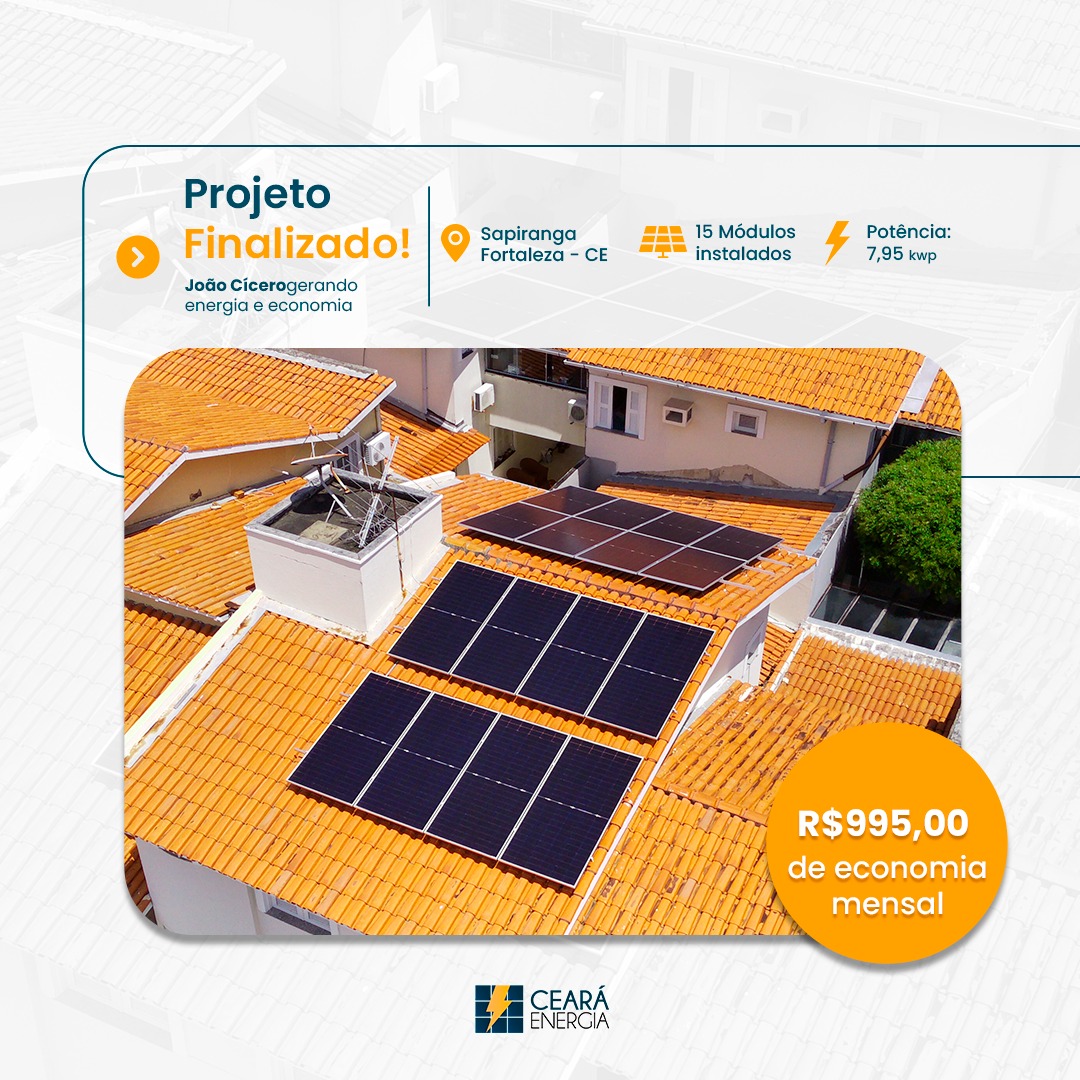 Projeto
Finalizado!
João Cícerogerando
energia e economia
Sapiranga
Fortaleza - CE
15 Módulos
instalados
Potência:
7,95 kwp
R$995,00
de economia
mensal
CEARÁ
ENERGIA